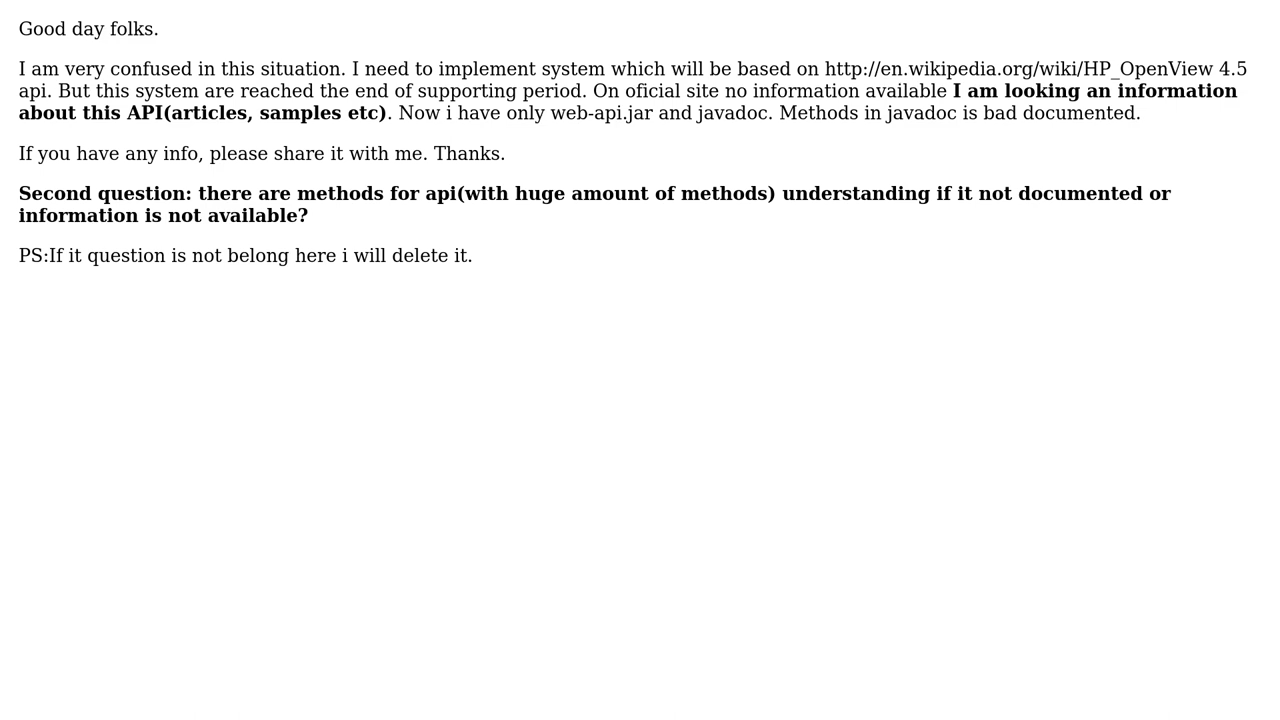 Good day folks.
I am very confused in this situation. I need to implement system which will be based on http://en.wikipedia.org/wiki/HP_OpenView 4.5
api. But this system are reached the end of supporting period. On oficial site no information available I am looking an information
about this API(articles, samples etc). Now i have only web-api.jar and javadoc. Methods in javadoc is bad documented.
If you have any info, please share it with me. Thanks.
Second question: there are methods for api(with huge amount of methods) understanding if it not documented or
information is not available?
PS:If it question is not belong here i will delete it.